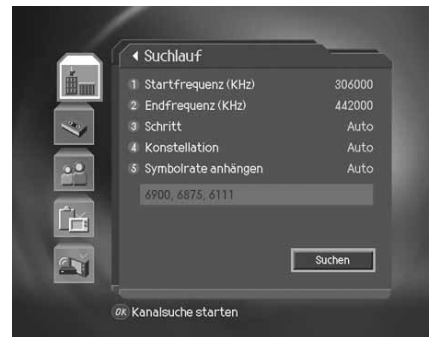 Suchlauf
1 Startfrequenz (KHz) 306000
2 Endfrequenz (KHz) 442000
3 Schritt Auto
4 Konstellation Auto
5 Symbolrate anhängen Auto
6900, 6875, 6111
Suchen
OK Kanalsuche starten